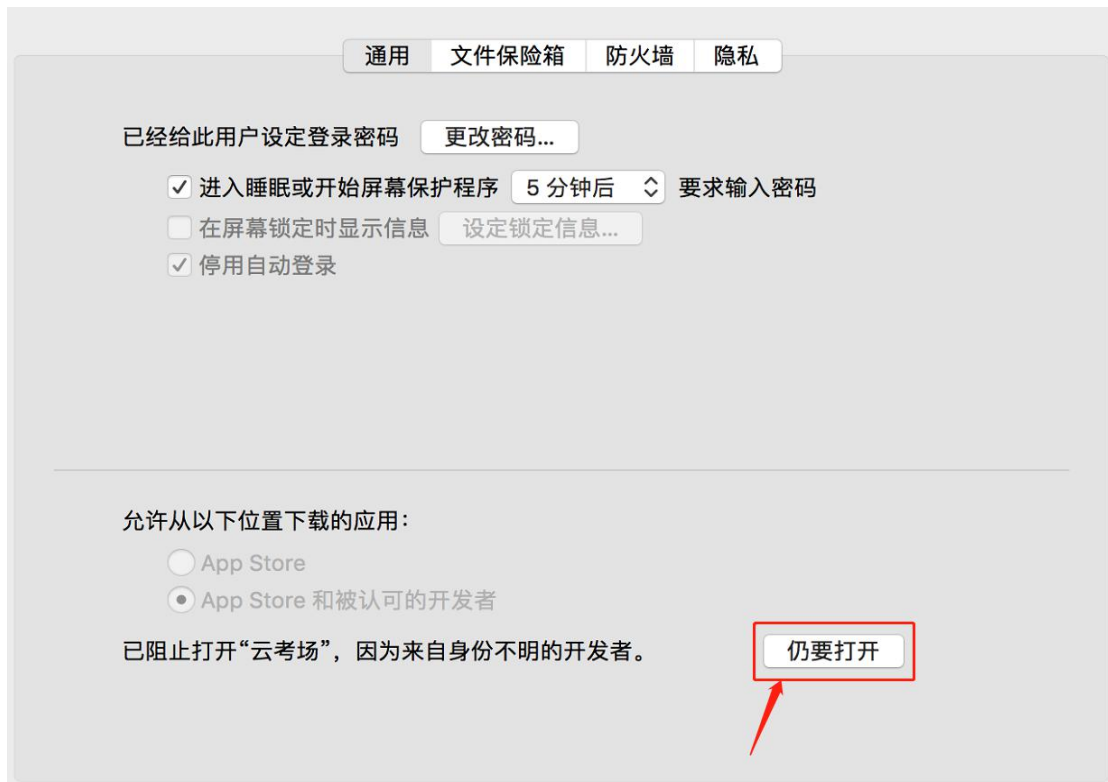 通用 文件保险箱 防火墙 隐私
已经给此用户设定登录密码 更改密码...
进入睡眠或开始屏幕保护程序 5 分钟后 要求输入密码
在屏幕锁定时显示信息 设定锁定信息...
停用自动登录
允许从以下位置下载的应用：
App Store
App Store 和被认可的开发者
已阻止打开“云考场”，因为来自身份不明的开发者。 仍要打开